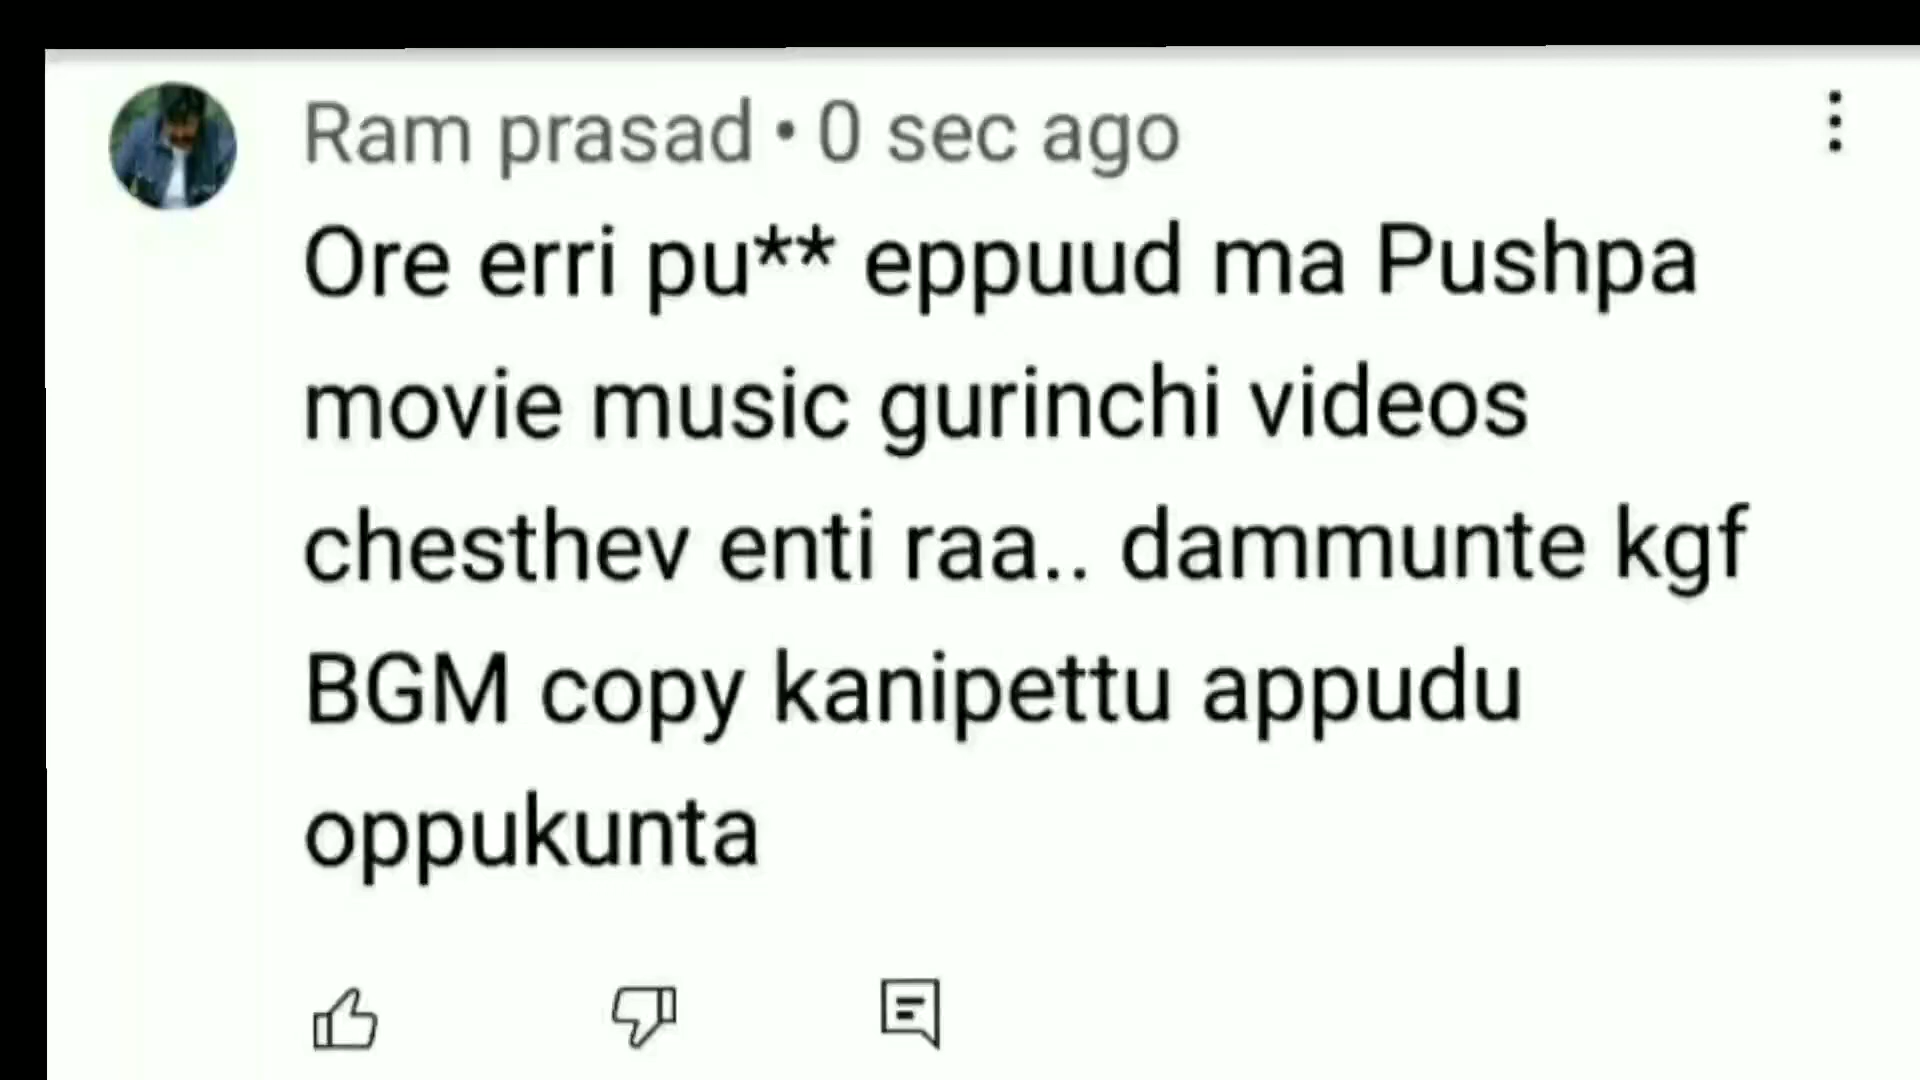 Ram prasad • 0 sec ago
Ore erri pu** eppuud ma Pushpa
movie music gurinchi videos
chesthev enti raa.. dammunte kgf
BGM copy kanipettu appudu
oppukunta